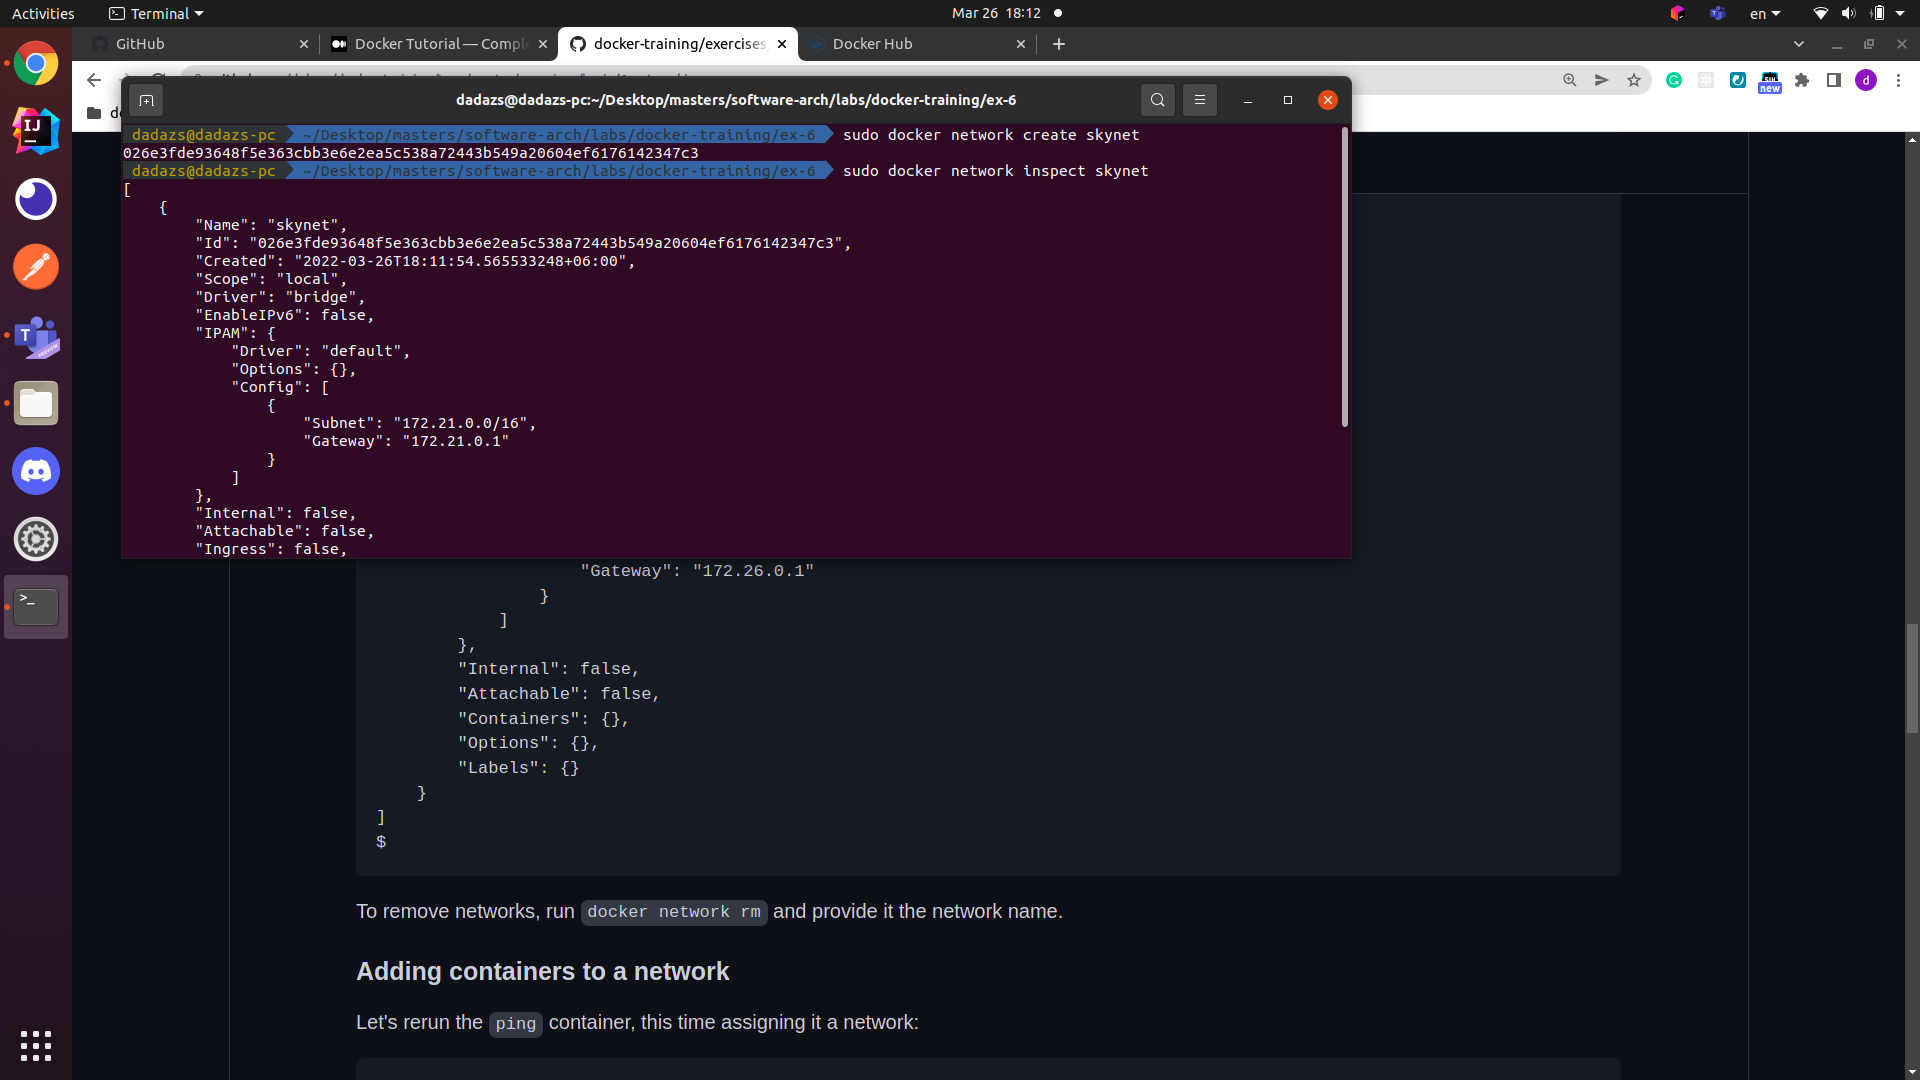 Activities
Terminal
Mar 26 18:12
en
GitHub
Docker Tutorial — Comple
docker-training/exercises
Docker Hub
new
d
dadazs@dadazs-pc:~/Desktop/masters/software-arch/labs/docker-training/ex-6
dadazs@dadazs-pc ~/Desktop/masters/software-arch/labs/docker-training/ex-6 sudo docker network create skynet
026e3fde93648f5e363cbb3e6e2ea5c538a72443b549a20604ef6176142347c3
dadazs@dadazs-pc ~/Desktop/masters/software-arch/labs/docker-training/ex-6 sudo docker network inspect skynet
[
    {
        "Name": "skynet",
        "Id": "026e3fde93648f5e363cbb3e6e2ea5c538a72443b549a20604ef6176142347c3",
        "Created": "2022-03-26T18:11:54.565533248+06:00",
        "Scope": "local",
        "Driver": "bridge",
        "EnableIPv6": false,
        "IPAM": {
            "Driver": "default",
            "Options": {},
            "Config": [
                {
                    "Subnet": "172.21.0.0/16",
                    "Gateway": "172.21.0.1"
                }
            ]
        },
        "Internal": false,
        "Attachable": false,
        "Ingress": false,
                    "Gateway": "172.26.0.1"
                }
            ]
        },
        "Internal": false,
        "Attachable": false,
        "Containers": {},
        "Options": {},
        "Labels": {}
    }
]
$
To remove networks, run docker network rm and provide it the network name.
Adding containers to a network
Let's rerun the ping container, this time assigning it a network: